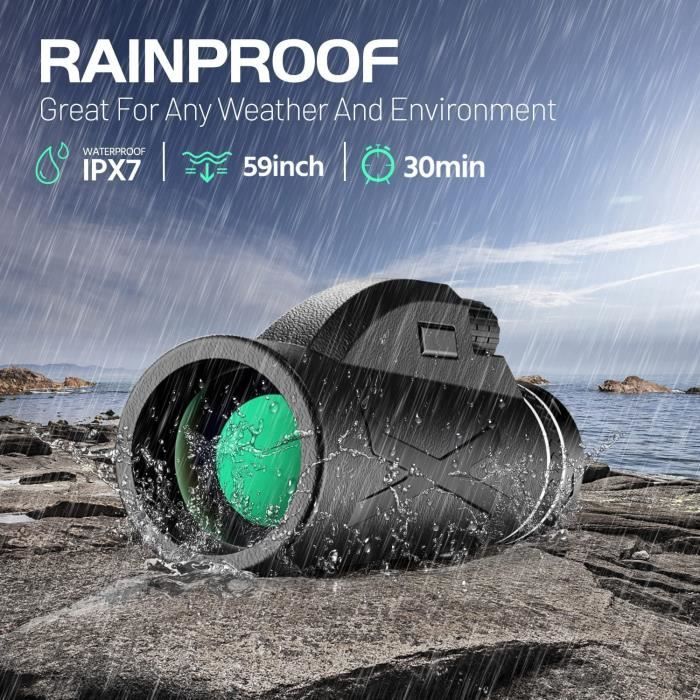 RAINPROOF
Great For Any Weather And Environment
WATERPROOF
IPX7
59inch
30min